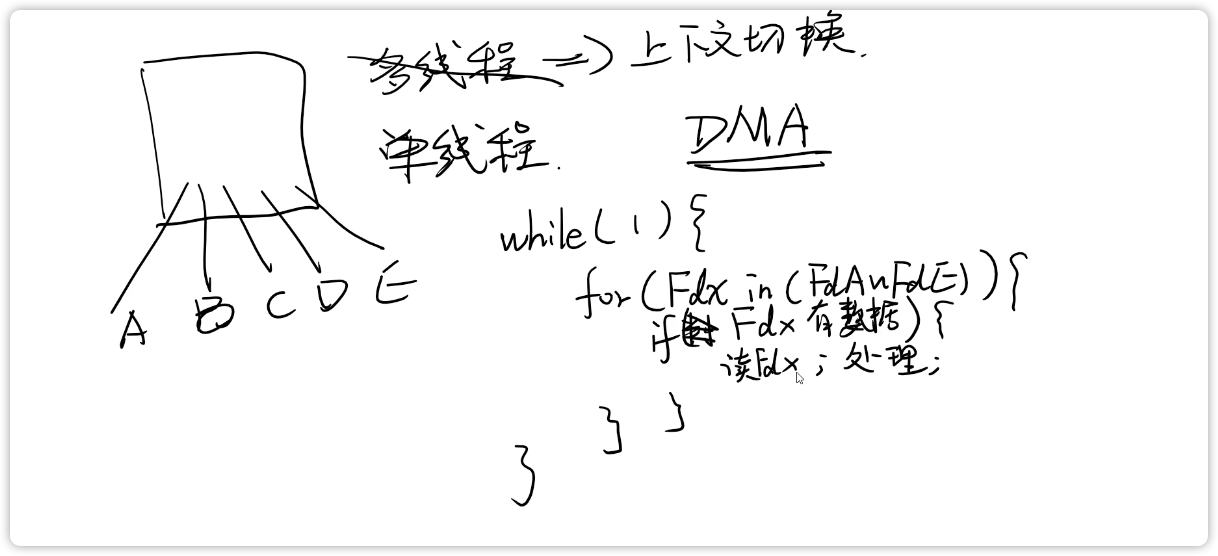 多线程 => 上下文切换.
单线程.
DMA
while(1){
for(Fdx in (FdA~FdE)){
if( Fdx 有数据){
读Fdx; 处理;
}
}
}
A B C D E